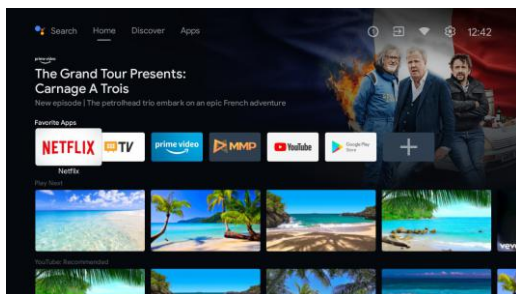 Search Home Discover Apps 12:42
prime video
The Grand Tour Presents:
Carnage A Trois
New episode | The petrolhead trio embark on an epic French adventure
Favorite Apps
NETFLIX TV prime video MMP YouTube Google Play Store
Netflix
Play Next
vevo
YouTube Recommended